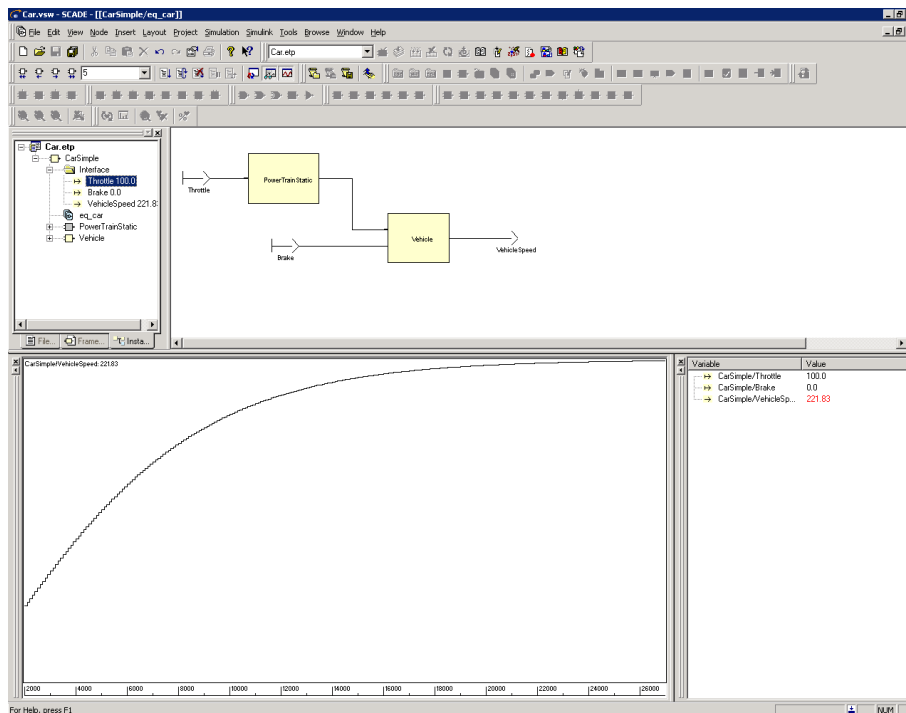 Car.vsw - SCADE - [[CarSimple/eq_car]]
File Edit View Node Insert Layout Project Simulation Simulink Tools Browse Window Help
Car.etp
5
Car.etp
CarSimple
Interface
Throttle 100.0
Brake 0.0
VehicleSpeed 221.8
eq_car
PowerTrainStatic
Vehicle
File... Frame... Insta...
Throttle
PowerTrainStatic
Brake
Vehicle
VehicleSpeed
CarSimple/VehicleSpeed: 221.83
2000 4000 6000 8000 10000 12000 14000 16000 18000 20000 22000 24000 26000
Variable Value
CarSimple/Throttle 100.0
CarSimple/Brake 0.0
CarSimple/VehicleSp... 221.83
For Help, press F1
NUM